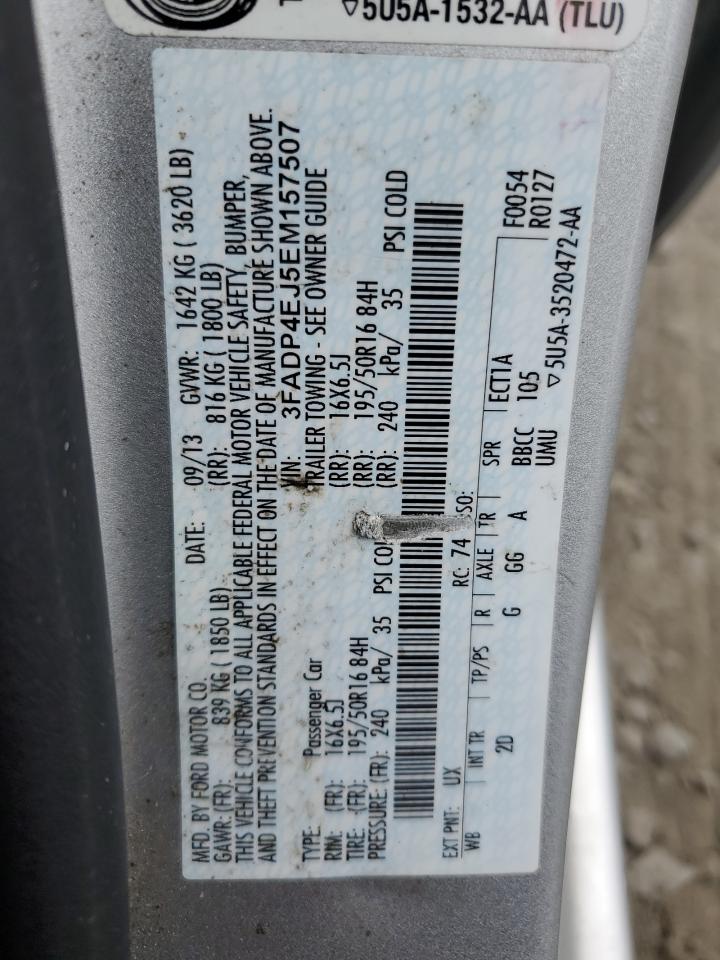 ▽5U5A-1532-AA (TLU)
MFD. BY FORD MOTOR CO. DATE: 09/13 GVWR: 1642 KG ( 3620 LB)
GAWR: (FR): 839 KG ( 1850 LB) (RR): 816 KG ( 1800 LB)
THIS VEHICLE CONFORMS TO ALL APPLICABLE FEDERAL MOTOR VEHICLE SAFETY, BUMPER,
AND THEFT PREVENTION STANDARDS IN EFFECT ON THE DATE OF MANUFACTURE SHOWN ABOVE.
VIN: 3FADP4EJ5EM157507
TYPE: Passenger Car TRAILER TOWING - SEE OWNER GUIDE
RIM: (FR): 16X6.5J (RR): 16X6.5J
TIRE: (FR): 195/50R16 84H (RR): 195/50R16 84H
PRESSURE: (FR): 240 kPa/ 35 PSI COLD (RR): 240 kPa/ 35 PSI COLD
EXT PNT: UX RC: 74 DSO: F0054
R0127
WB INT TR TP/PS R AXLE TR SPR ECT1A
2D G GG A BBCC 105
UMU
▽5U5A-3520472-AA